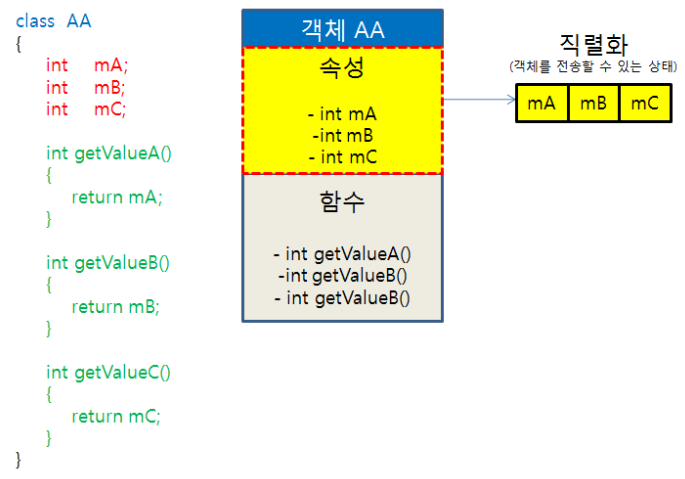 class AA
{
int mA;
int mB;
int mC;
int getValueA()
{
return mA;
}
int getValueB()
{
return mB;
}
int getValueC()
{
return mC;
}
}
객체 AA
속성
- int mA
-int mB
- int mC
함수
- int getValueA()
-int getValueB()
- int getValueB()
직렬화
(객체를 전송할 수 있는 상태)
mA mB mC